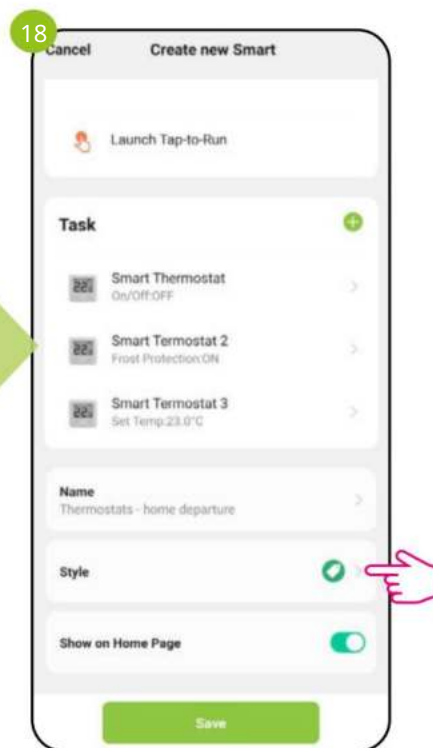 18
Cancel Create new Smart
Launch Tap-to-Run
Task
Smart Thermostat
On/Off:OFF
Smart Termostat 2
Frost Protection:ON
Smart Termostat 3
Set Temp:23.0°C
Name
Thermostats - home departure
Style
Show on Home Page
Save